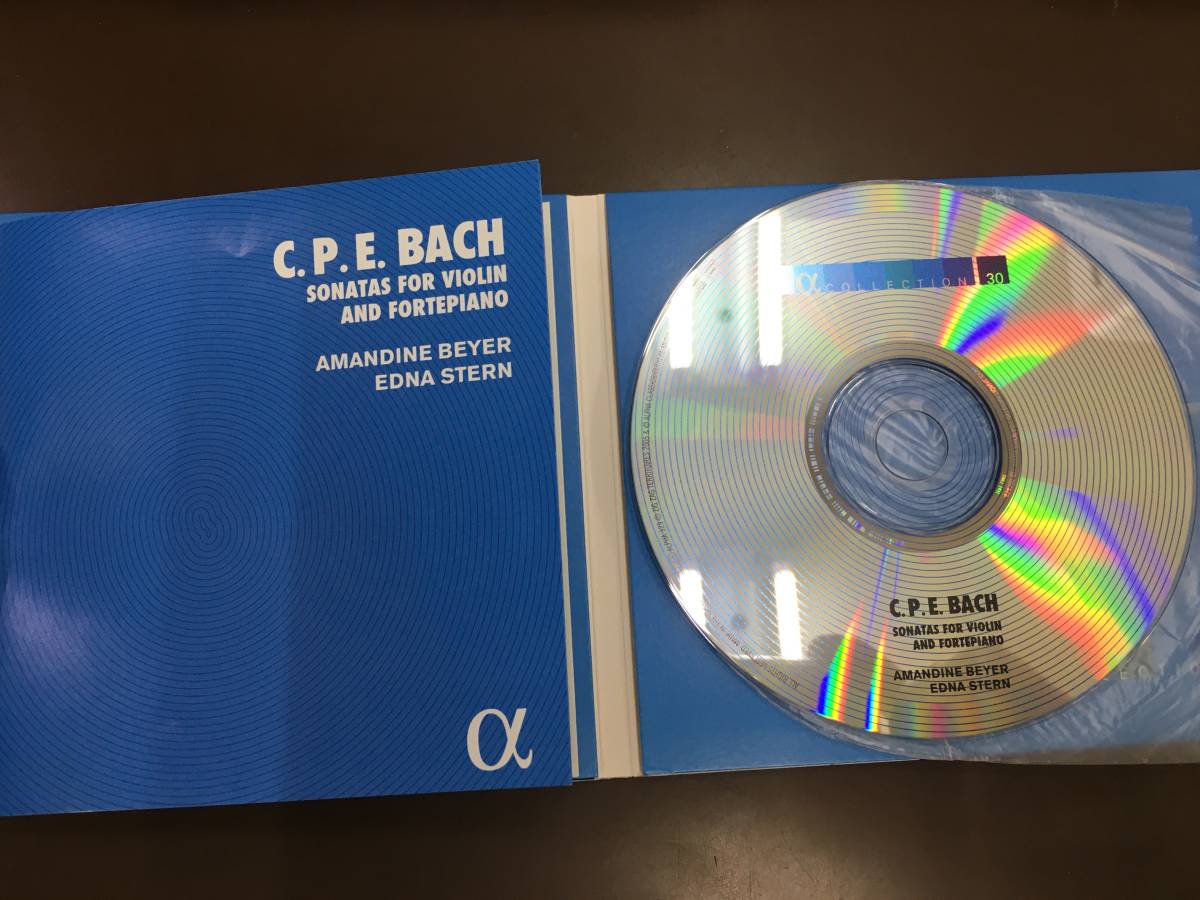 C.P.E. BACH
SONATAS FOR VIOLIN
AND FORTEPIANO
AMANDINE BEYER
EDNA STERN
α
α COLLECTION 30
C.P.E. BACH
SONATAS FOR VIOLIN
AND FORTEPIANO
AMANDINE BEYER
EDNA STERN